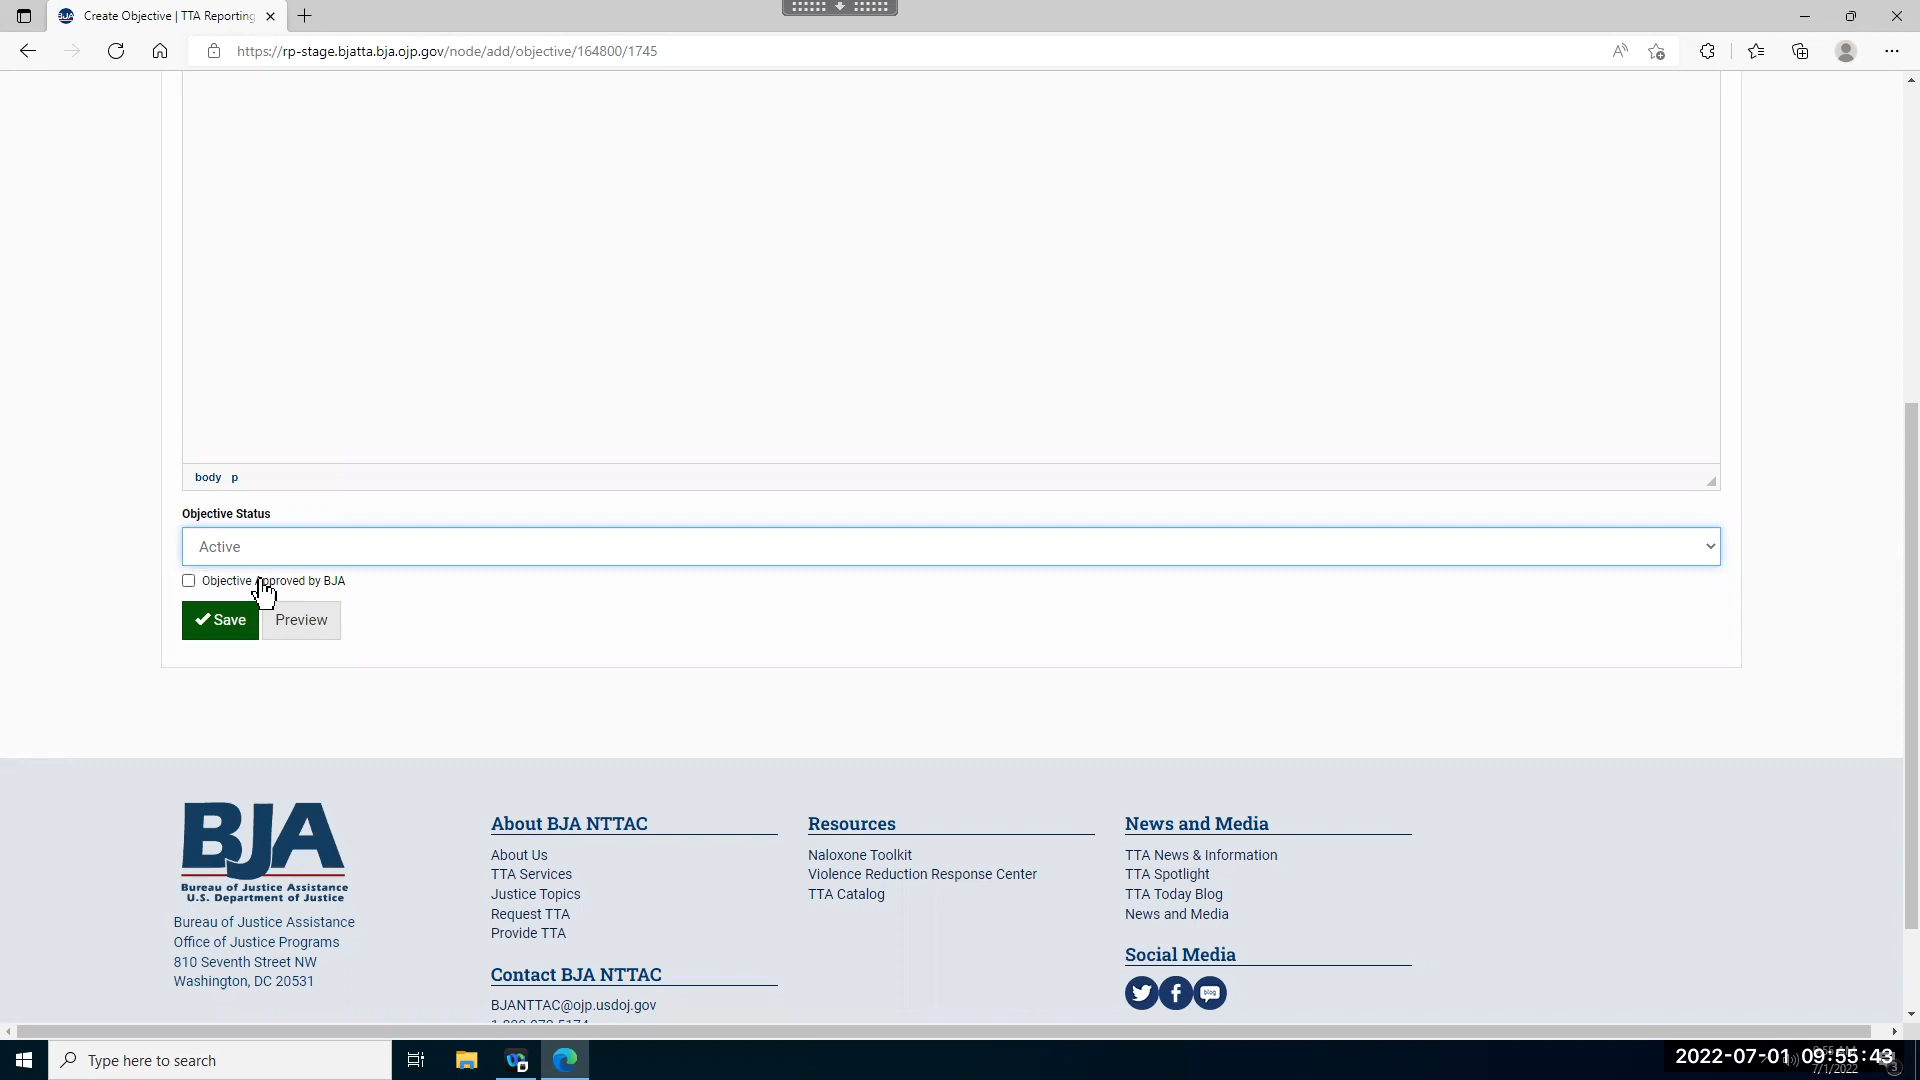 Create Objective | TTA Reporting
https://rp-stage.bjatta.bja.ojp.gov/node/add/objective/164800/1745
body p
Objective Status
Active
Objective Approved by BJA
Save
Preview
BJA
Bureau of Justice Assistance
U.S. Department of Justice
Bureau of Justice Assistance
Office of Justice Programs
810 Seventh Street NW
Washington, DC 20531
About BJA NTTAC
About Us
TTA Services
Justice Topics
Request TTA
Provide TTA
Contact BJA NTTAC
BJANTTAC@ojp.usdoj.gov
Resources
Naloxone Toolkit
Violence Reduction Response Center
TTA Catalog
News and Media
TTA News & Information
TTA Spotlight
TTA Today Blog
News and Media
Social Media
blog
Type here to search
2022-07-01 09:55:43
7/1/2022
3